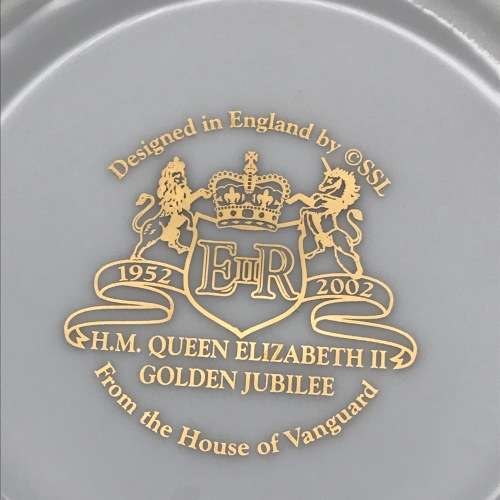 Designed in England by ©SSL
EIIR
1952
2002
H.M. QUEEN ELIZABETH II
GOLDEN JUBILEE
From the House of Vanguard